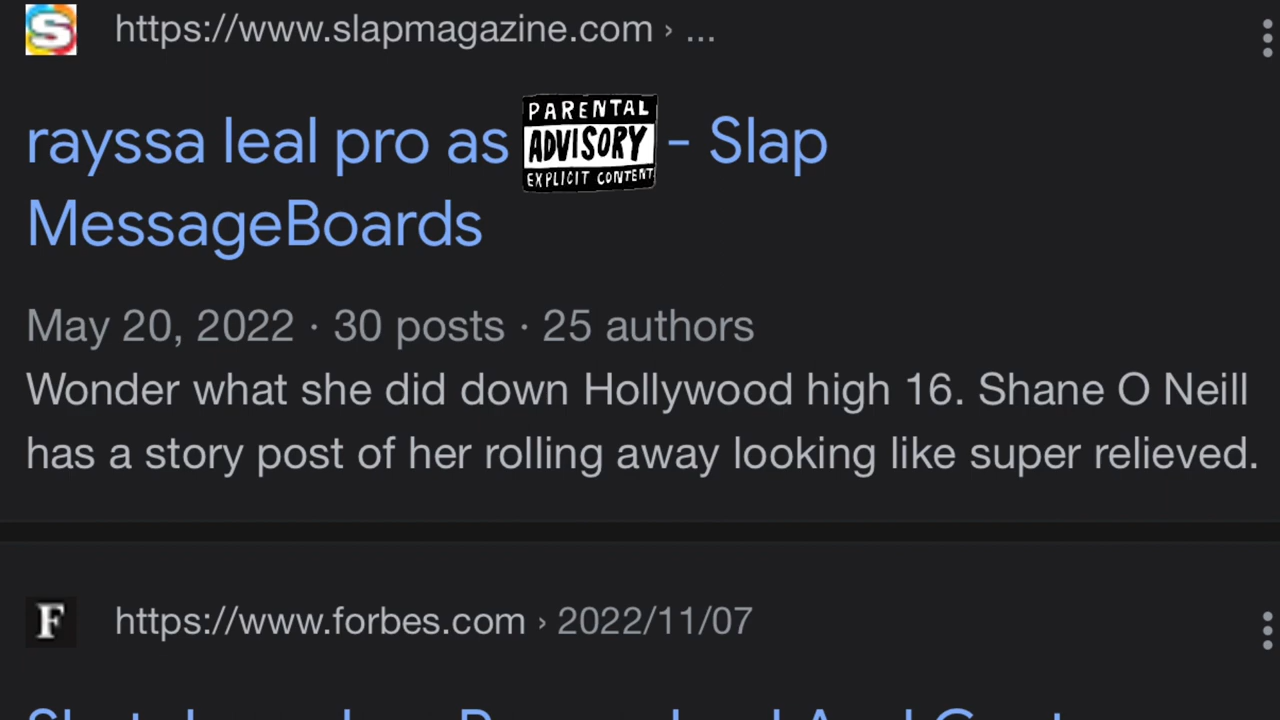 S
https://www.slapmagazine.com › ...
rayssa leal pro as PARENTAL ADVISORY EXPLICIT CONTENT - Slap
MessageBoards
May 20, 2022 · 30 posts · 25 authors
Wonder what she did down Hollywood high 16. Shane O Neill
has a story post of her rolling away looking like super relieved.
F
https://www.forbes.com › 2022/11/07